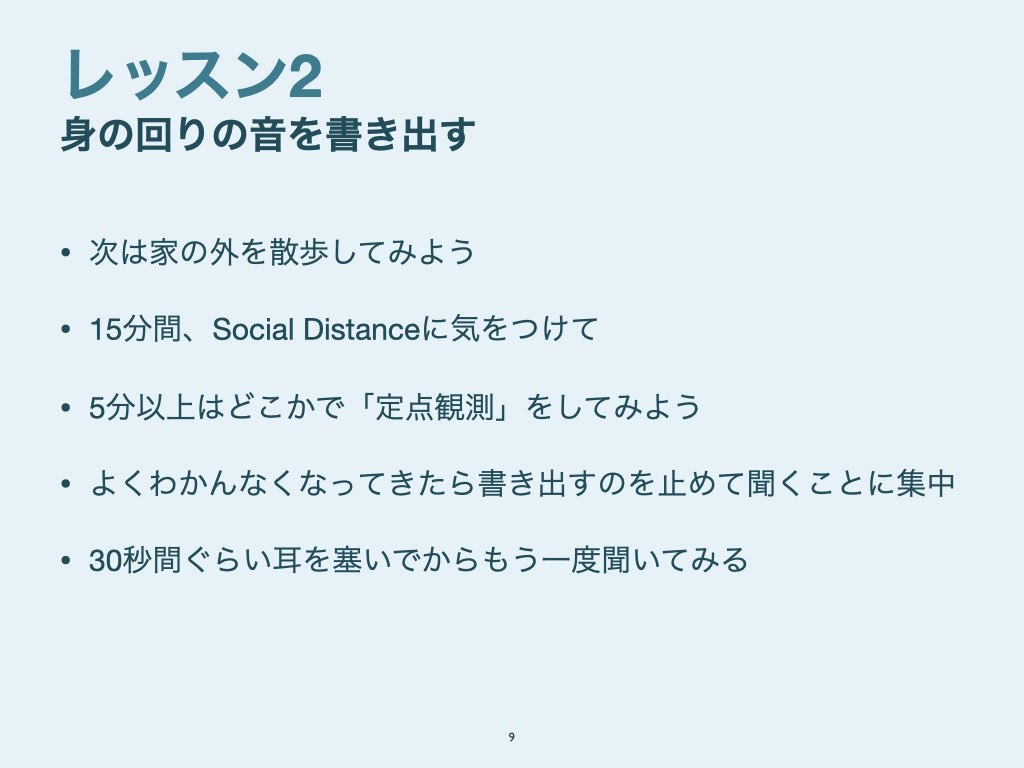 レッスン2
身の回りの音を書き出す
• 次は家の外を散歩してみよう
• 15分間、Social Distanceに気をつけて
• 5分以上はどこかで「定点観測」をしてみよう
• よくわかんなくなってきたら書き出すのを止めて聞くことに集中
• 30秒間ぐらい耳を塞いでからもう一度聞いてみる
9